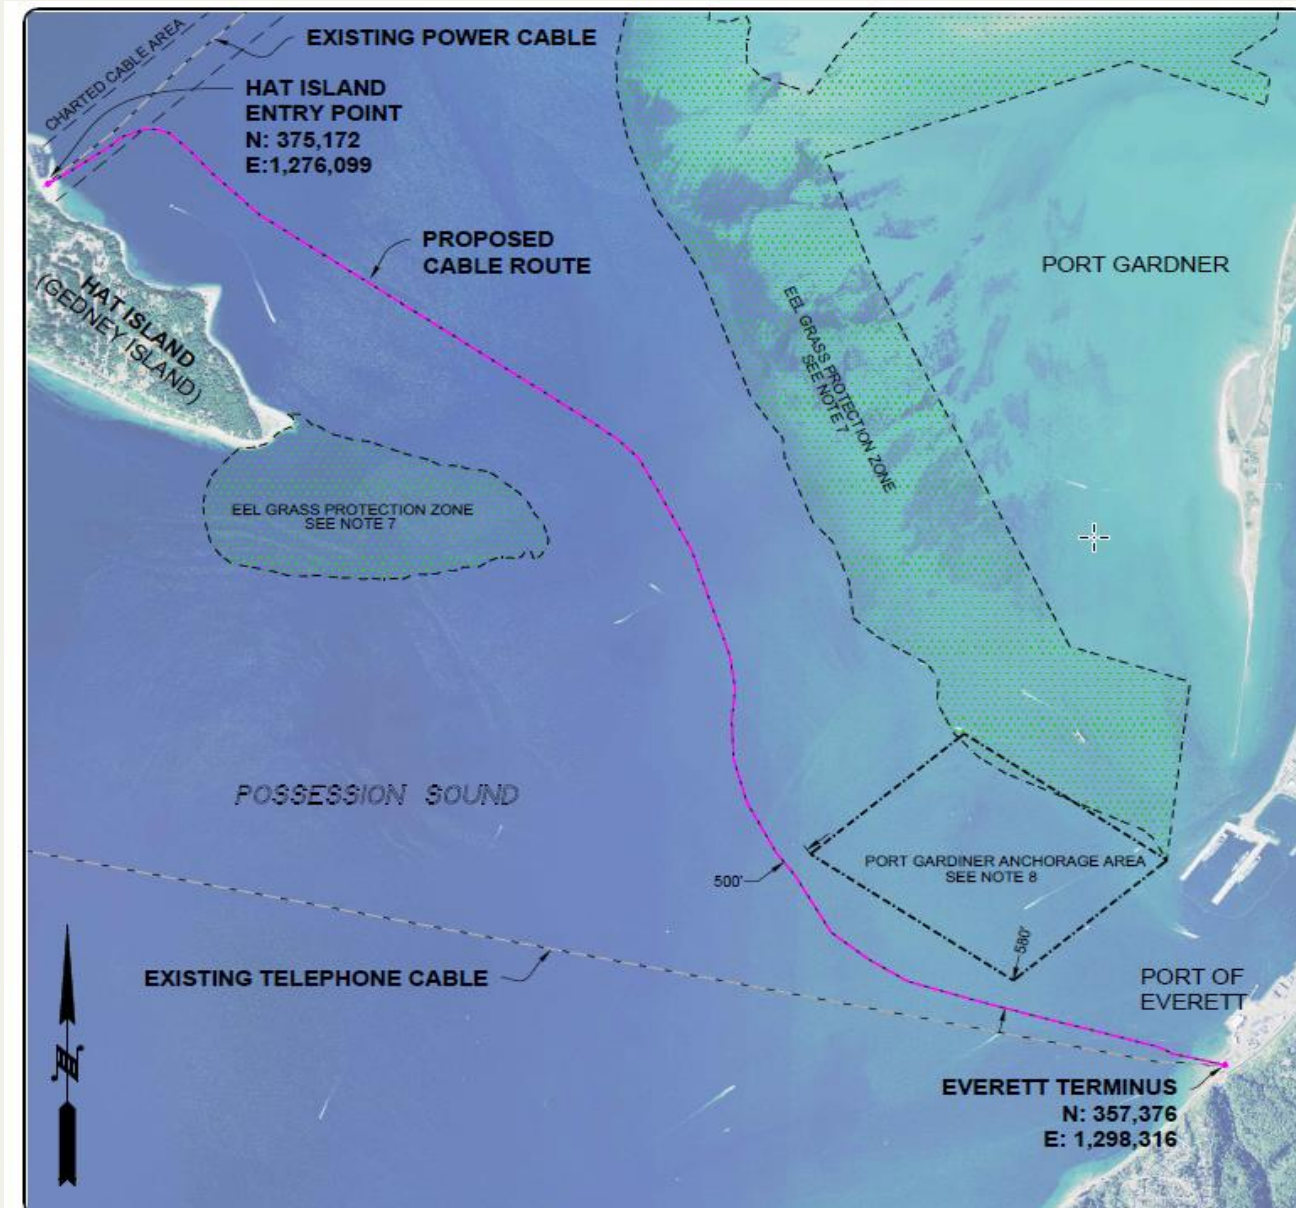 EXISTING POWER CABLE
CHARTED CABLE AREA
HAT ISLAND
ENTRY POINT
N: 375,172
E:1,276,099
PROPOSED
CABLE ROUTE
PORT GARDNER
HAT ISLAND
(GEDNEY ISLAND)
EEL GRASS PROTECTION ZONE
SEE NOTE 7
EEL GRASS PROTECTION ZONE
SEE NOTE 7
POSSESSION SOUND
PORT GARDINER ANCHORAGE AREA
SEE NOTE 8
500'
580'
EXISTING TELEPHONE CABLE
PORT OF
EVERETT
EVERETT TERMINUS
N: 357,376
E: 1,298,316
N